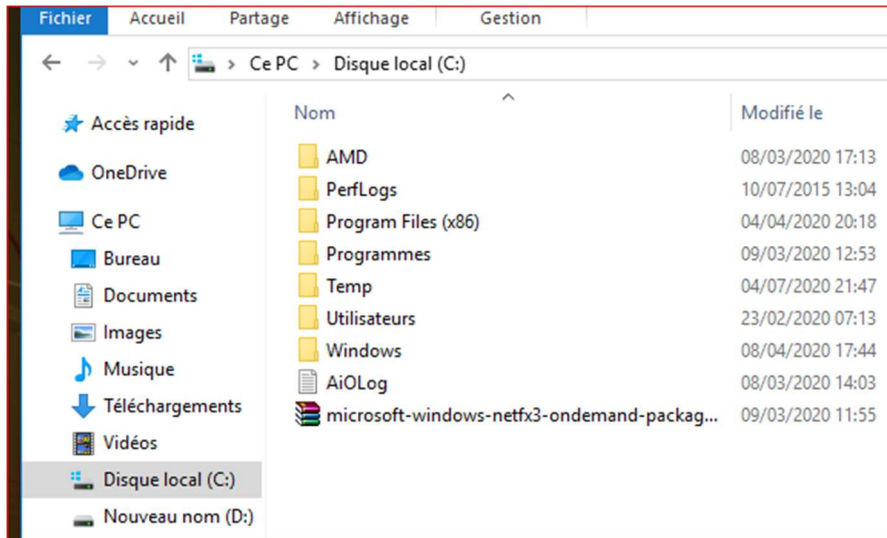 Fichier Accueil Partage Affichage Gestion
Ce PC > Disque local (C:)
Accès rapide
OneDrive
Ce PC
Bureau
Documents
Images
Musique
Téléchargements
Vidéos
Disque local (C:)
Nouveau nom (D:)
Nom Modifié le
AMD 08/03/2020 17:13
PerfLogs 10/07/2015 13:04
Program Files (x86) 04/04/2020 20:18
Programmes 09/03/2020 12:53
Temp 04/07/2020 21:47
Utilisateurs 23/02/2020 07:13
Windows 08/04/2020 17:44
AiOLog 08/03/2020 14:03
microsoft-windows-netfx3-ondemand-packag... 09/03/2020 11:55